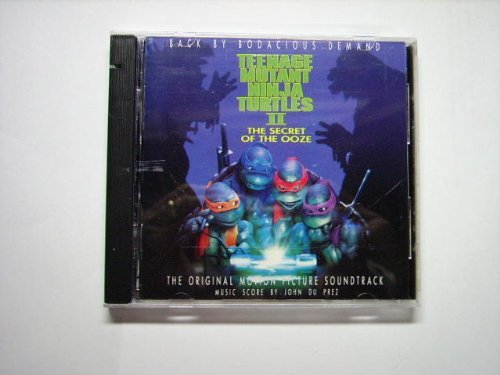 BACK BY BODACIOUS DEMAND
TEENAGE
MUTANT
NINJA
TURTLES
II
THE SECRET
OF THE OOZE
THE ORIGINAL MOTION PICTURE SOUNDTRACK
MUSIC SCORE BY JOHN DU PREZ